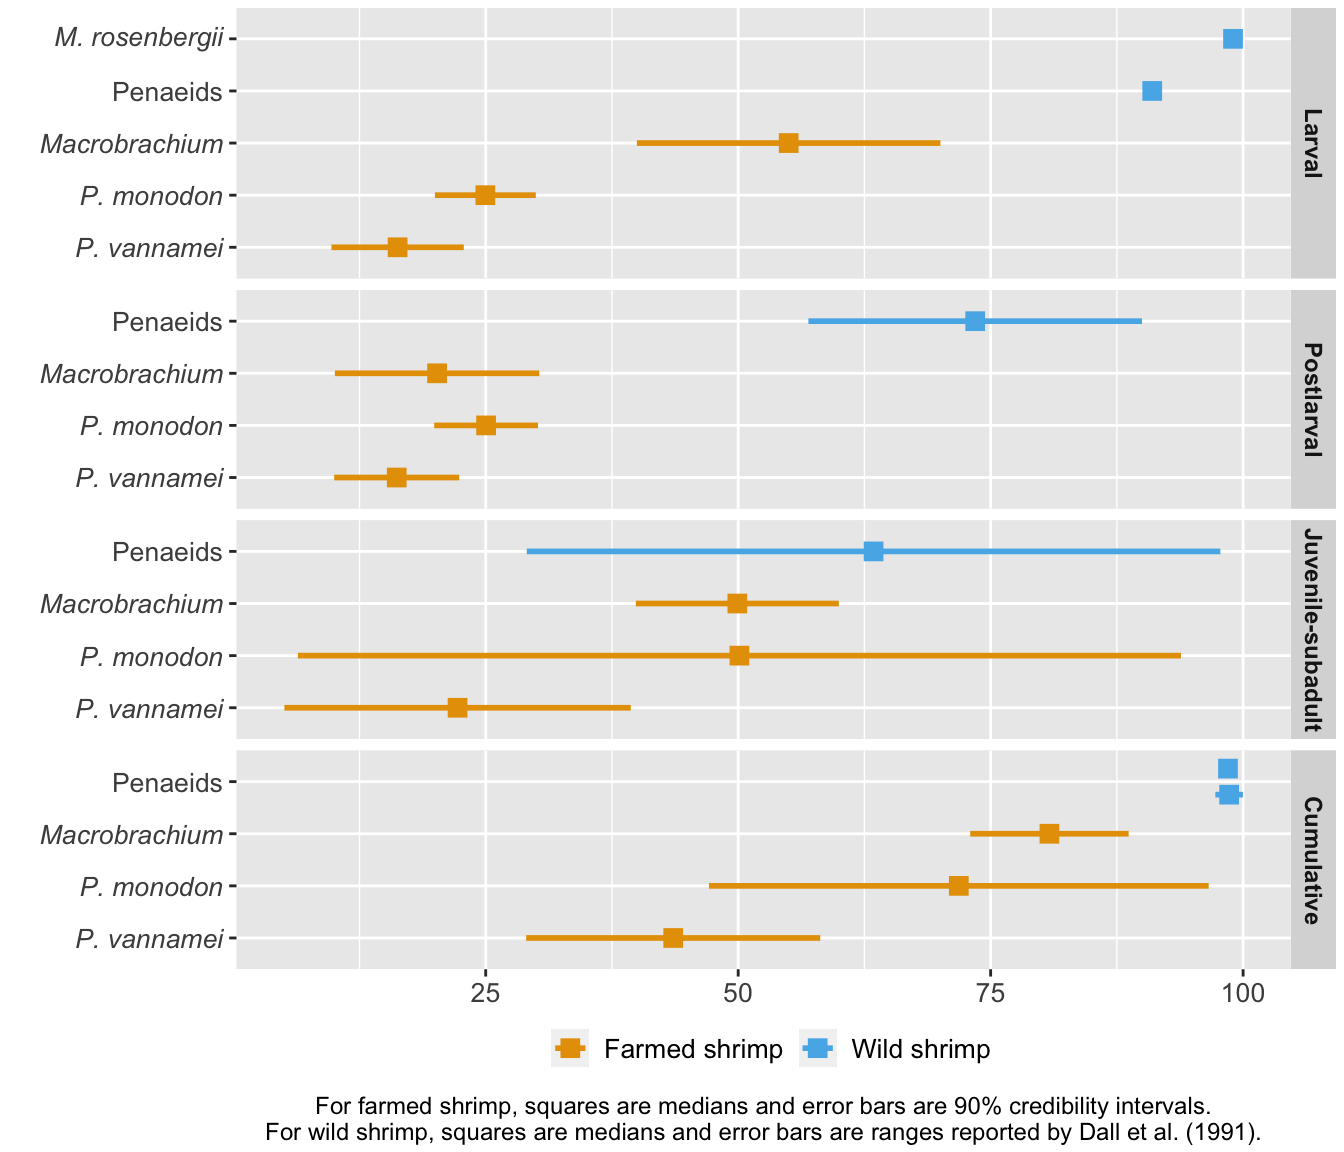 M. rosenbergii
Penaeids
Macrobrachium
P. monodon
P. vannamei
Larval
Penaeids
Macrobrachium
P. monodon
P. vannamei
Postlarval
Penaeids
Macrobrachium
P. monodon
P. vannamei
Juvenile-subadult
Penaeids
Macrobrachium
P. monodon
P. vannamei
Cumulative
25 50 75 100
Farmed shrimp Wild shrimp
For farmed shrimp, squares are medians and error bars are 90% credibility intervals.
For wild shrimp, squares are medians and error bars are ranges reported by Dall et al. (1991).